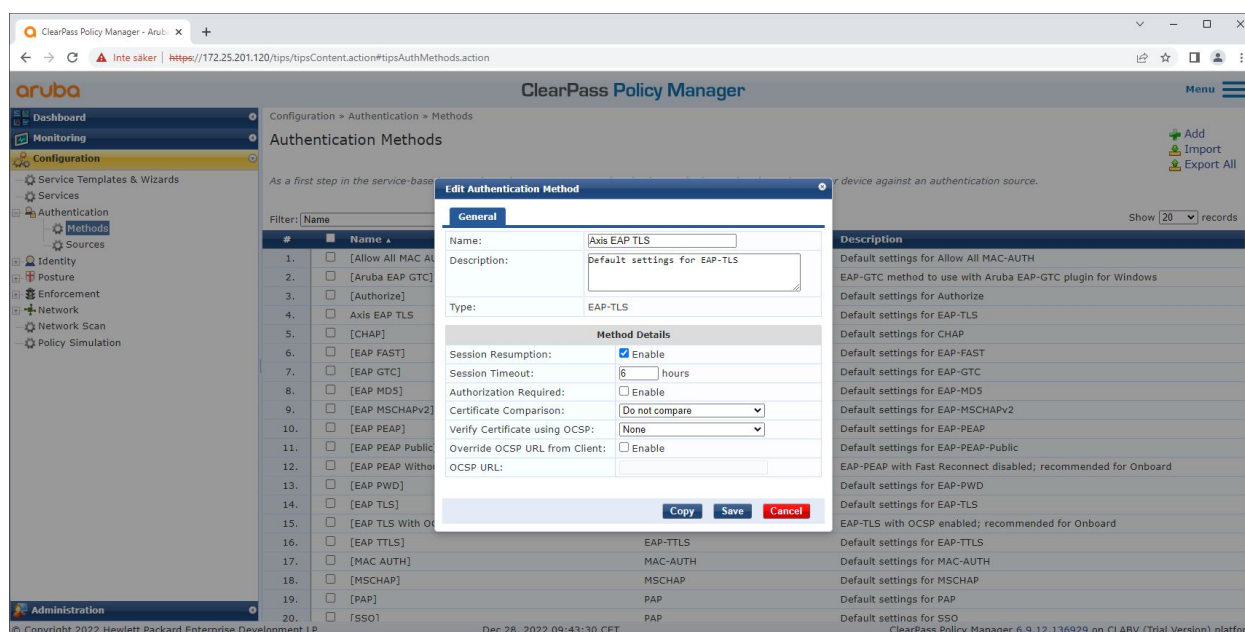 ClearPass Policy Manager - Arub
Inte säker | https://172.25.201.120/tips/tipsContent.action#tipsAuthMethods.action
aruba
ClearPass Policy Manager
Menu
Dashboard
Monitoring
Configuration
Service Templates & Wizards
Services
Authentication
Methods
Sources
Identity
Posture
Enforcement
Network
Network Scan
Policy Simulation
Administration
Configuration » Authentication » Methods
Authentication Methods
Add
Import
Export All
As a first step in the service-base
r device against an authentication source.
Filter: Name
Show 20 records
# Name Description
1. [Allow All MAC AU Default settings for Allow All MAC-AUTH
2. [Aruba EAP GTC] EAP-GTC method to use with Aruba EAP-GTC plugin for Windows
3. [Authorize] Default settings for Authorize
4. Axis EAP TLS Default settings for EAP-TLS
5. [CHAP] Default settings for CHAP
6. [EAP FAST] Default settings for EAP-FAST
7. [EAP GTC] Default settings for EAP-GTC
8. [EAP MD5] Default settings for EAP-MD5
9. [EAP MSCHAPv2] Default settings for EAP-MSCHAPv2
10. [EAP PEAP] Default settings for EAP-PEAP
11. [EAP PEAP Public Default settings for EAP-PEAP-Public
12. [EAP PEAP Witho EAP-PEAP with Fast Reconnect disabled; recommended for Onboard
13. [EAP PWD] Default settings for EAP-PWD
14. [EAP TLS] Default settings for EAP-TLS
15. [EAP TLS With OC EAP-TLS with OCSP enabled; recommended for Onboard
16. [EAP TTLS] EAP-TTLS Default settings for EAP-TTLS
17. [MAC AUTH] MAC-AUTH Default settings for MAC-AUTH
18. [MSCHAP] MSCHAP Default settings for MSCHAP
19. [PAP] PAP Default settings for PAP
20. [SSO] PAP Default settings for SSO
Edit Authentication Method
General
Name: Axis EAP TLS
Description: Default settings for EAP-TLS
Type: EAP-TLS
Method Details
Session Resumption: Enable
Session Timeout: 6 hours
Authorization Required: Enable
Certificate Comparison: Do not compare
Verify Certificate using OCSP: None
Override OCSP URL from Client: Enable
OCSP URL:
Copy Save Cancel
© Copyright 2022 Hewlett Packard Enterprise Development LP
Dec 28, 2022 09:43:30 CET
ClearPass Policy Manager 6.9.12.136929 on CLABV (Trial Version) platfor